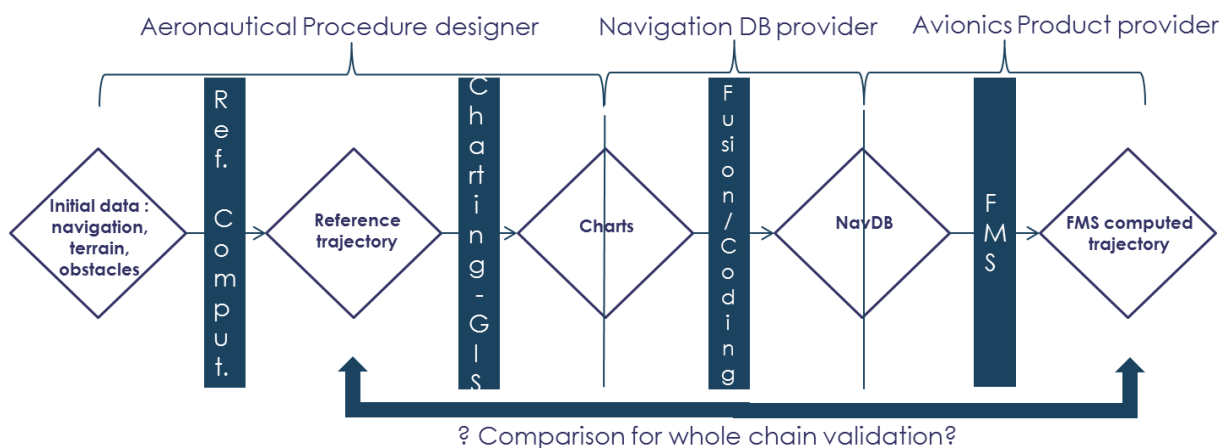 Aeronautical Procedure designer
Navigation DB provider
Avionics Product provider
Ref. Comput.
Charting-GIS
Fusion/Coding
FMS
Initial data :
navigation,
terrain,
obstacles
Reference
trajectory
Charts
NavDB
FMS computed
trajectory
? Comparison for whole chain validation?